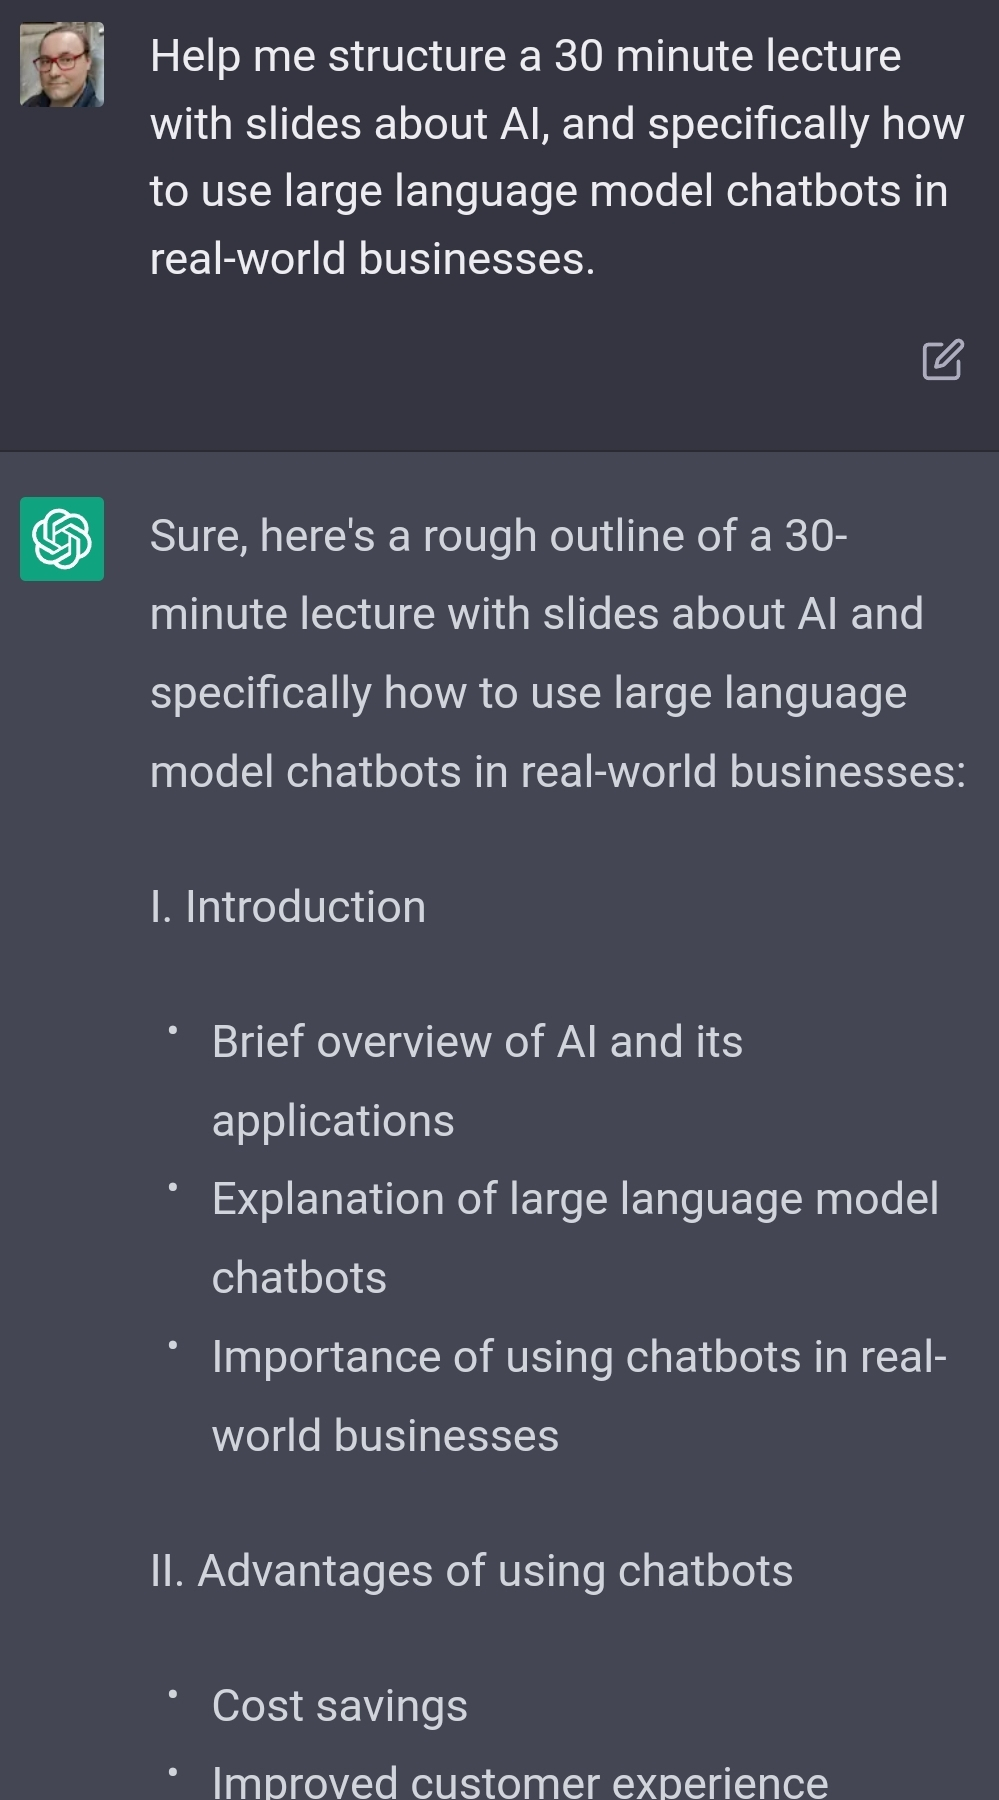 Help me structure a 30 minute lecture
with slides about AI, and specifically how
to use large language model chatbots in
real-world businesses.
Sure, here's a rough outline of a 30-
minute lecture with slides about AI and
specifically how to use large language
model chatbots in real-world businesses:
I. Introduction
• Brief overview of AI and its
applications
• Explanation of large language model
chatbots
• Importance of using chatbots in real-
world businesses
II. Advantages of using chatbots
• Cost savings
• Improved customer experience